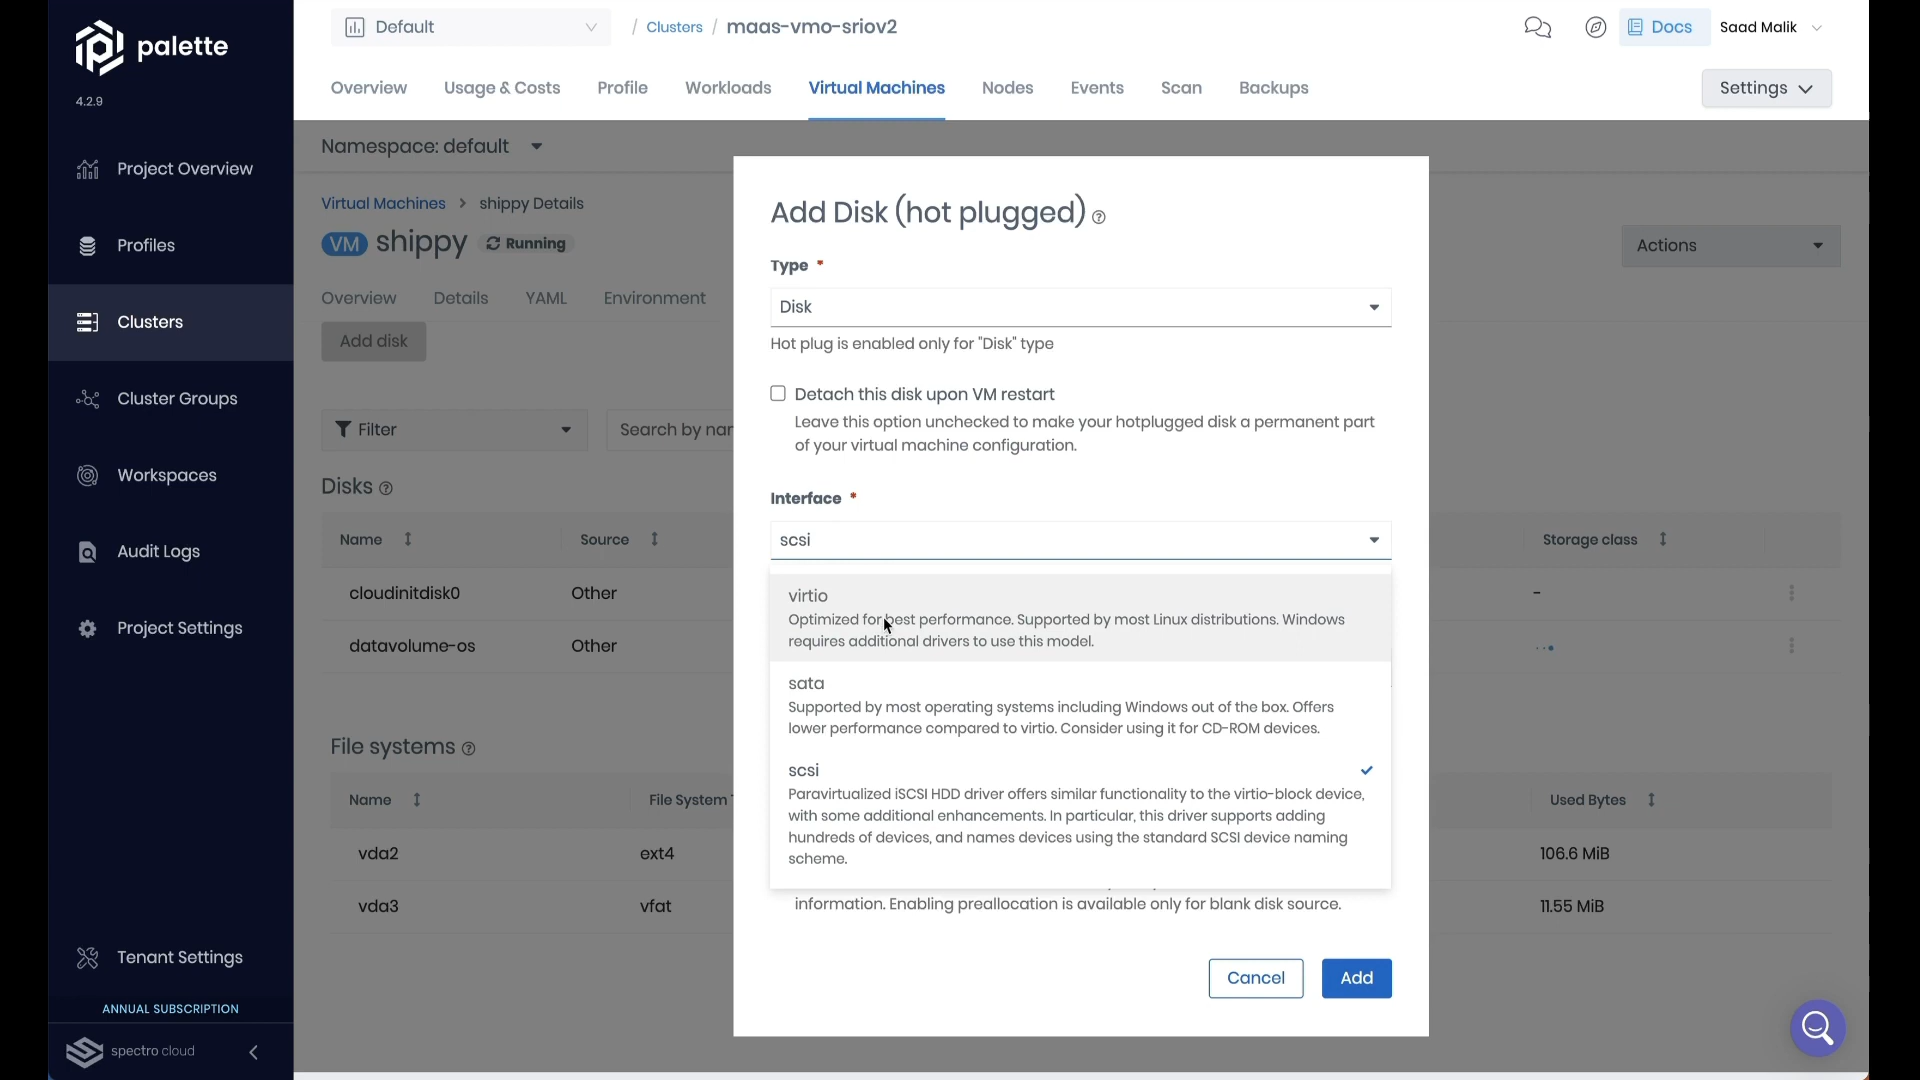 palette
4.2.9
Project Overview
Profiles
Clusters
Cluster Groups
Workspaces
Audit Logs
Project Settings
Tenant Settings
ANNUAL SUBSCRIPTION
spectro cloud
Default
/ Clusters / maas-vmo-sriov2
Docs
Saad Malik
Overview Usage & Costs Profile Workloads Virtual Machines Nodes Events Scan Backups
Settings
Namespace: default
Virtual Machines > shippy Details
VM shippy Running
Actions
Overview Details YAML Environment
Add disk
Filter
Search by nar
Disks
Name Source Storage class
cloudinitdisk0 Other -
datavolume-os Other
File systems
Name File System Used Bytes
vda2 ext4 106.6 MiB
vda3 vfat 11.55 MiB
Add Disk (hot plugged)
Type *
Disk
Hot plug is enabled only for "Disk" type
Detach this disk upon VM restart
Leave this option unchecked to make your hotplugged disk a permanent part
of your virtual machine configuration.
Interface *
scsi
virtio
Optimized for best performance. Supported by most Linux distributions. Windows
requires additional drivers to use this model.
sata
Supported by most operating systems including Windows out of the box. Offers
lower performance compared to virtio. Consider using it for CD-ROM devices.
scsi
Paravirtualized iSCSI HDD driver offers similar functionality to the virtio-block device,
with some additional enhancements. In particular, this driver supports adding
hundreds of devices, and names devices using the standard SCSI device naming
scheme.
information. Enabling preallocation is available only for blank disk source.
Cancel
Add